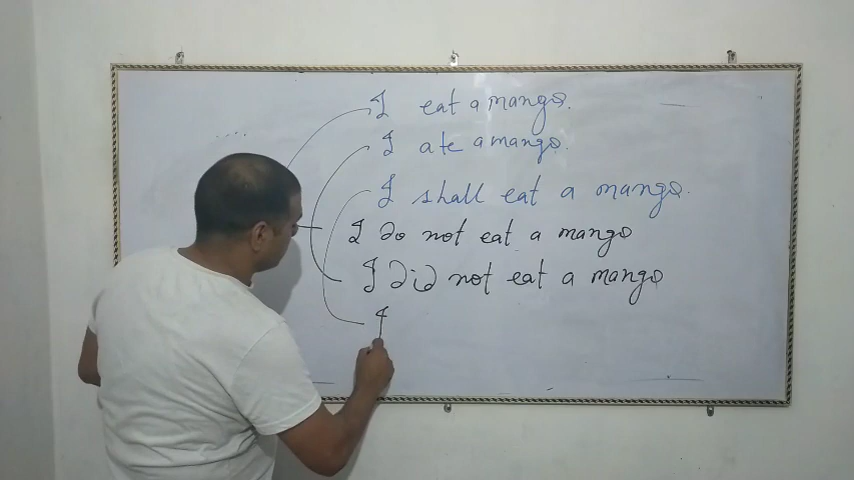 I eat a mango.
I ate a mango.
I shall eat a mango.
I do not eat a mango
I did not eat a mango
I